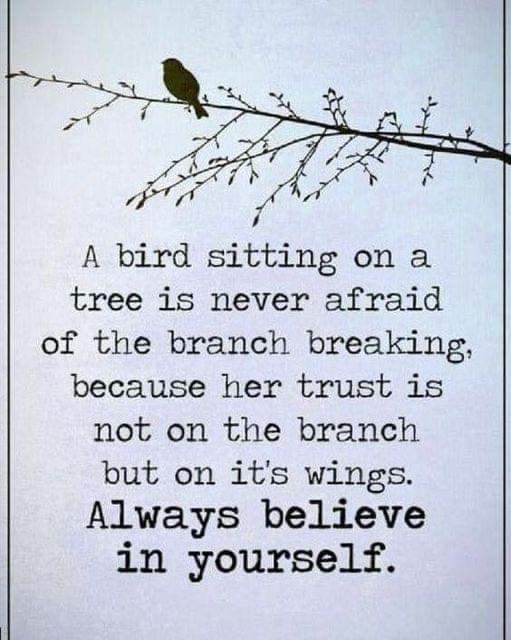 A bird sitting on a
tree is never afraid
of the branch breaking,
because her trust is
not on the branch
but on it's wings.
Always believe
in yourself.